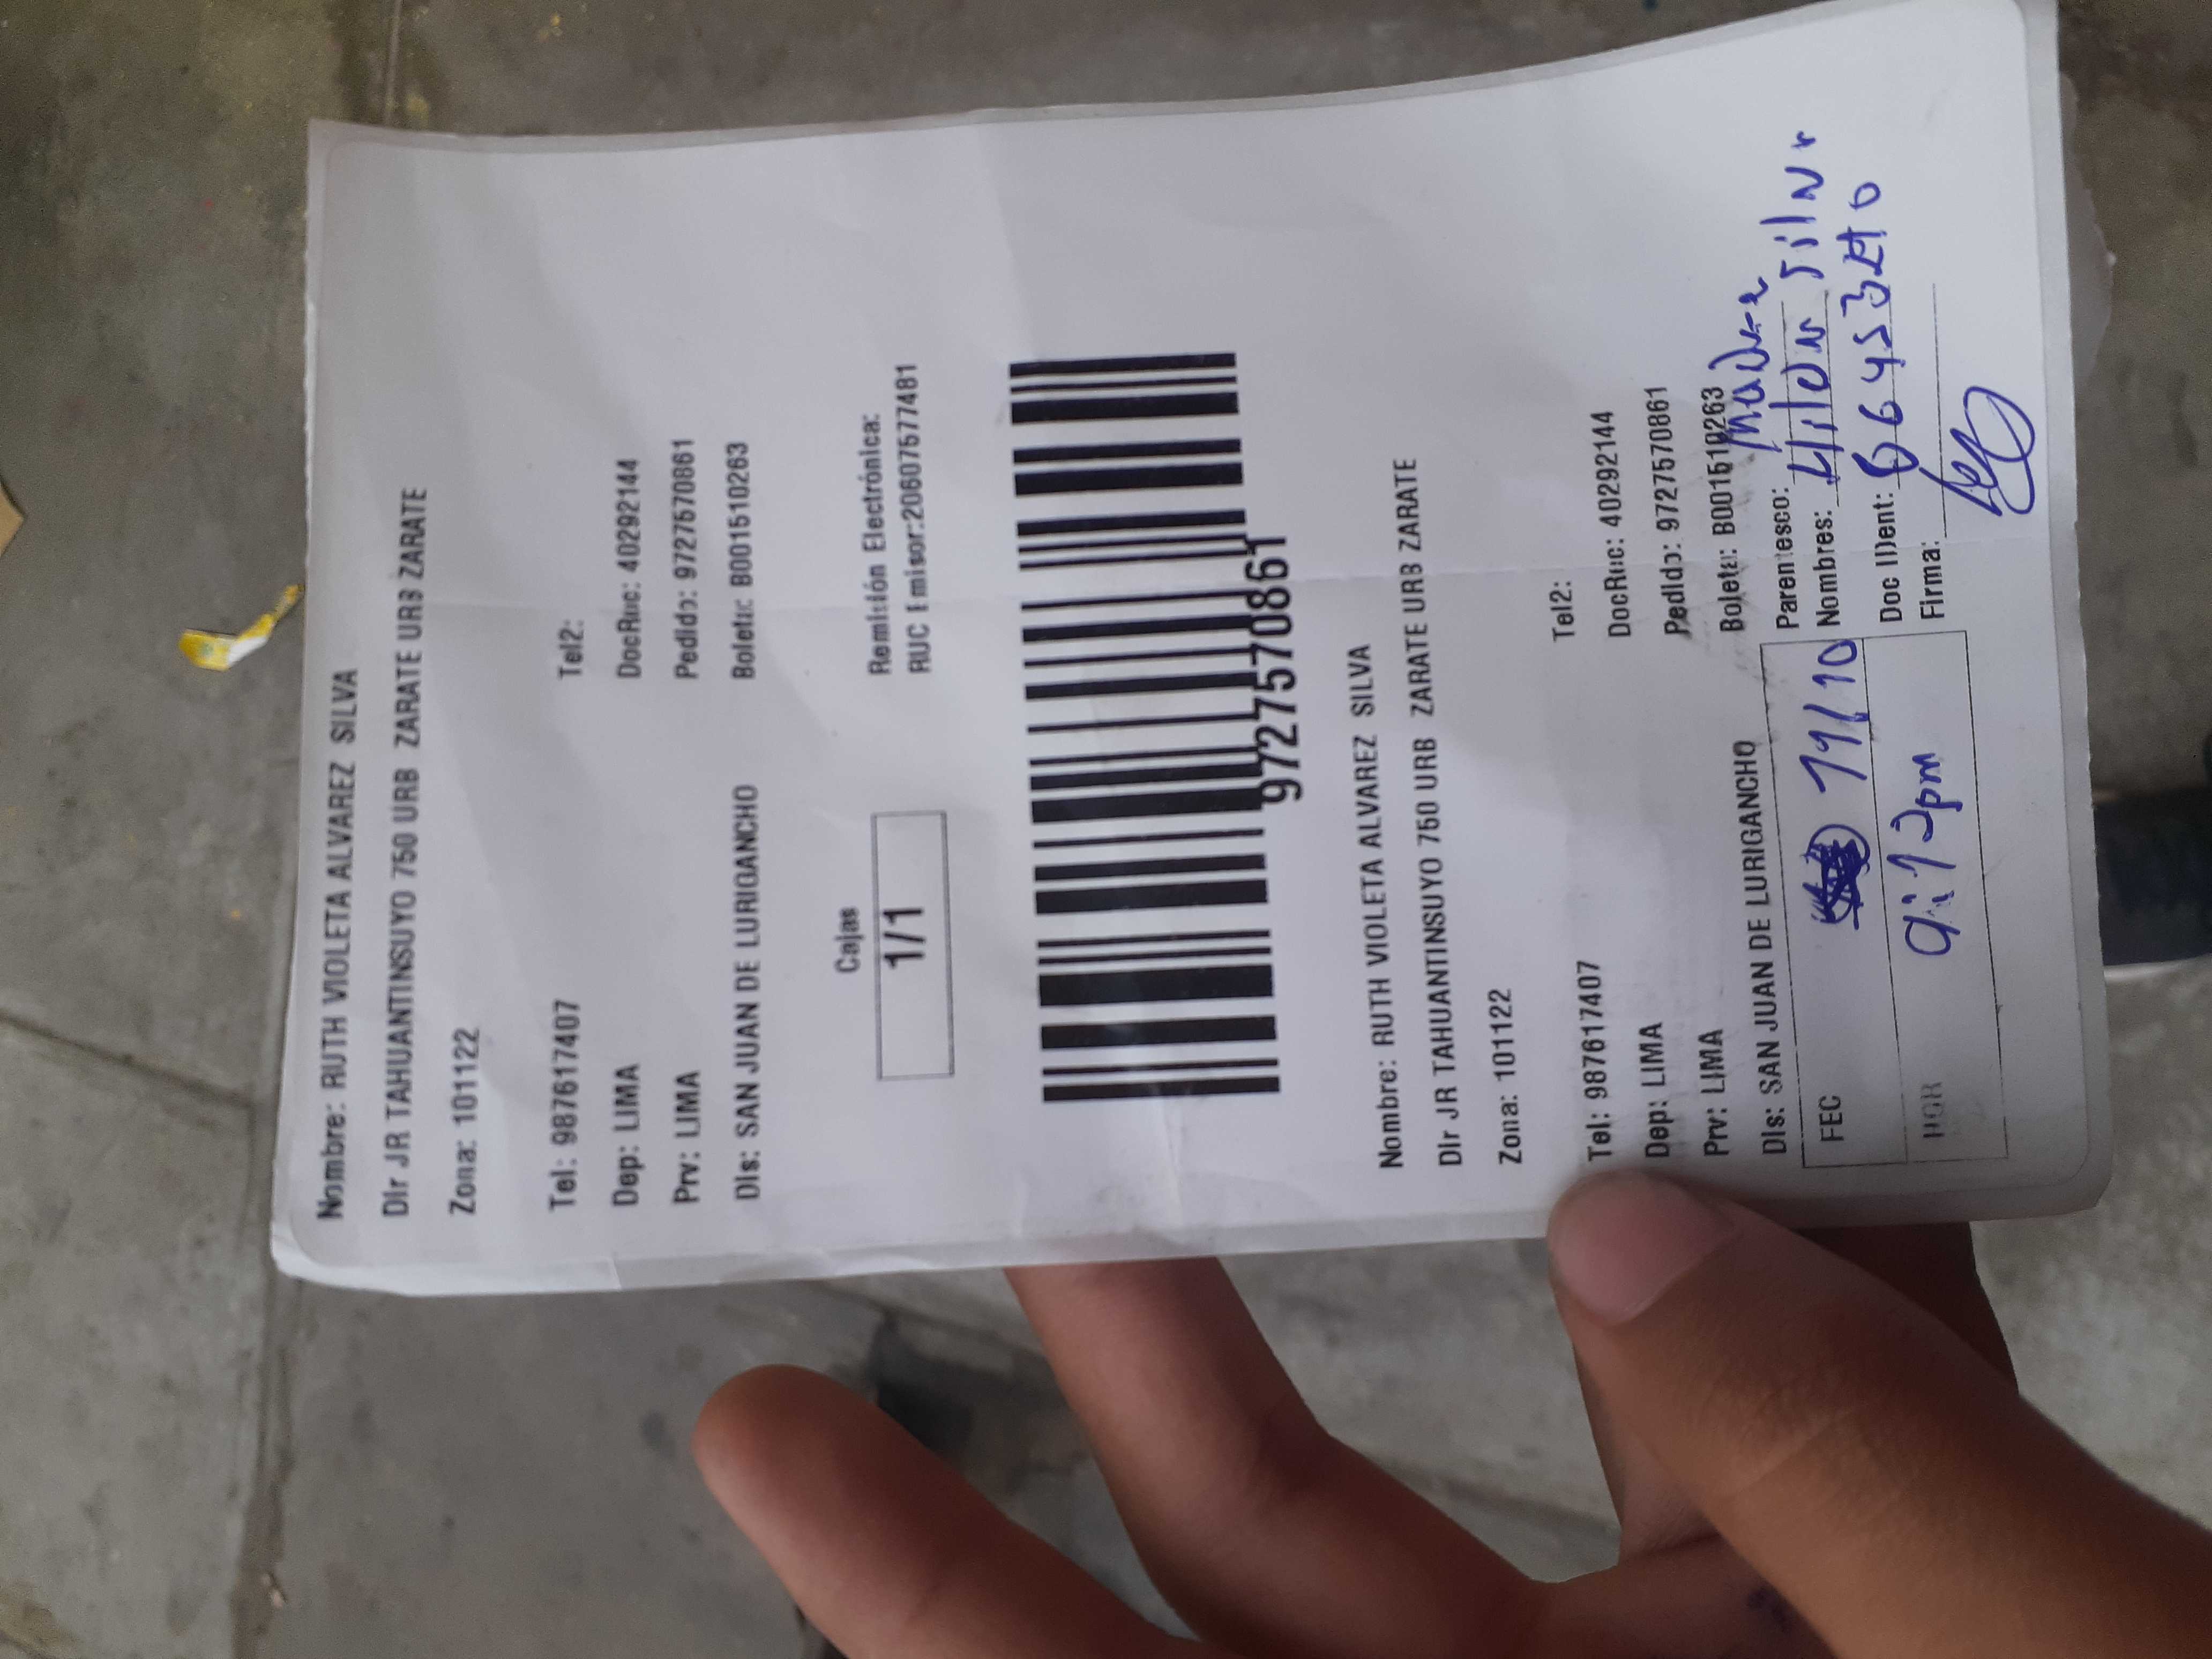 Nombre: RUTH VIOLETA ALVAREZ SILVA
Dir JR TAHUANTINSUYO 750 URB ZARATE URB ZARATE
Zona: 101122
Tel: 987617407 Tel2:
Dep: LIMA DocRuc: 40292144
Prv: LIMA Pedido: 9727570861
Dis: SAN JUAN DE LURIGANCHO Boleta: B001510263
Cajas Remisión Electrónica:
1/1 RUC Emisor:20607577481
9727570861
Nombre: RUTH VIOLETA ALVAREZ SILVA
Dir JR TAHUANTINSUYO 750 URB ZARATE URB ZARATE
Zona: 101122
Tel: 987617407 Tel2:
Dep: LIMA DocRuc: 40292144
Prv: LIMA Pedido: 9727570861
Dis: SAN JUAN DE LURIGANCHO Boleta: B001510263
Parentesco: Madre
FEC 19/10 Nombres: Hilda Silva
HOR Doc IDent:
Firma: